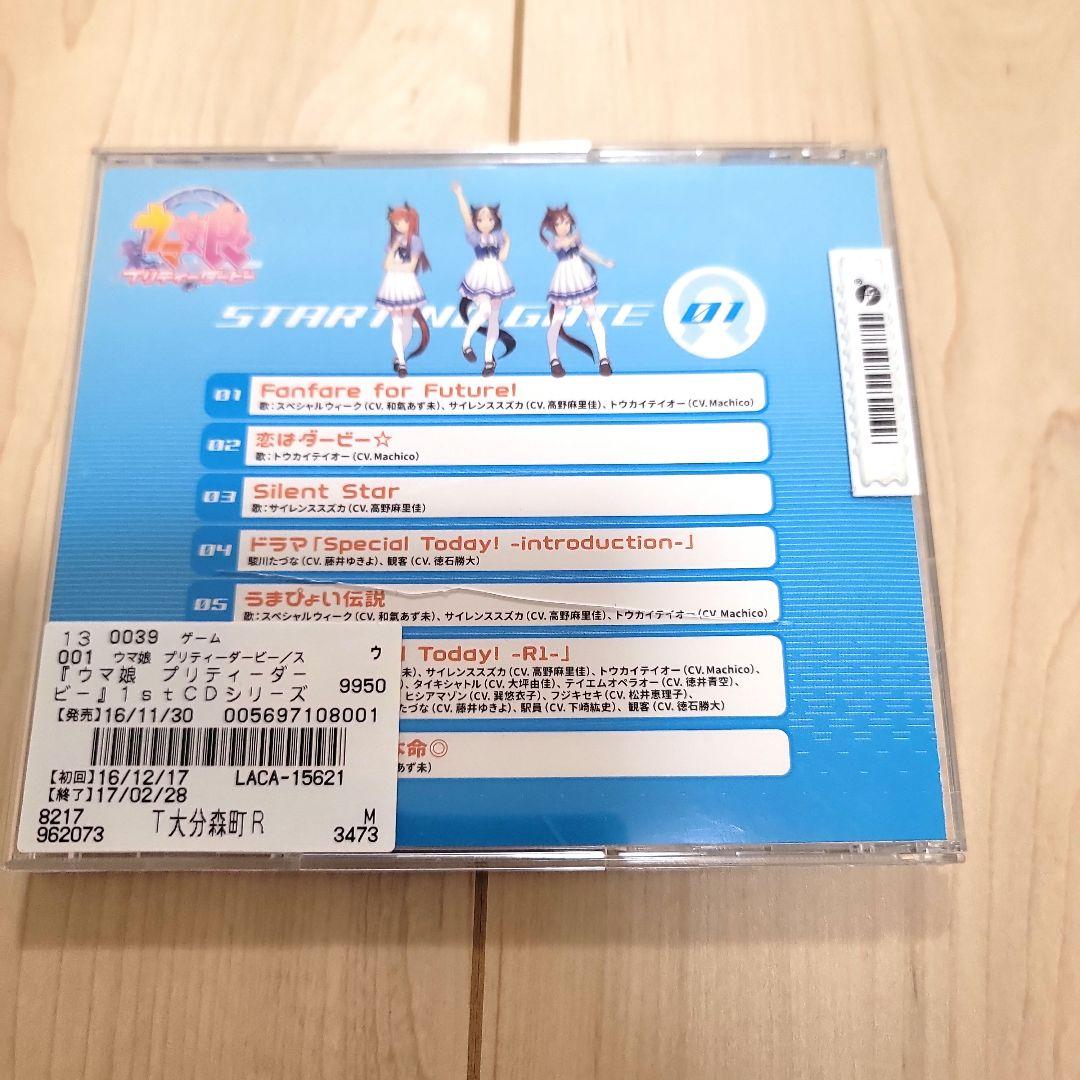 ウマ娘
プリティーダービー
STARTING GATE 01
01 Fanfare for Future!
歌：スペシャルウィーク（CV. 和氣あず未）、サイレンススズカ（CV. 高野麻里佳）、トウカイテイオー（CV. Machico）
02 恋はダービー☆
歌：トウカイテイオー（CV. Machico）
03 Silent Star
歌：サイレンススズカ（CV. 高野麻里佳）
04 ドラマ「Special Today! -introduction-」
駿川たづな（CV. 藤井ゆきよ）、観客（CV. 徳石勝大）
05 うまぴょい伝説
歌：スペシャルウィーク（CV. 和氣あず未）、サイレンススズカ（CV. 高野麻里佳）、トウカイテイオー（CV. Machico）
l Today! -R1-」
未）、サイレンススズカ（CV. 高野麻里佳）、トウカイテイオー（CV. Machico）、
）、タイキシャトル（CV. 大坪由佳）、テイエムオペラオー（CV. 徳井青空）、
ヒシアマゾン（CV. 巽悠衣子）、フジキセキ（CV. 松井恵理子）、
たづな（CV. 藤井ゆきよ）、駅員（CV. 下崎紘史）、観客（CV. 徳石勝大）
本命◎
あず未）
13 0039 ゲーム
001 ウマ娘 プリティーダービー／ス ウ
『ウマ娘 プリティーダー
ビー』1stCDシリーズ 9950
【発売】16/11/30 005697108001
【初回】16/12/17 LACA-15621
【終了】17/02/28
8217 T大分森町R M
962073 3473